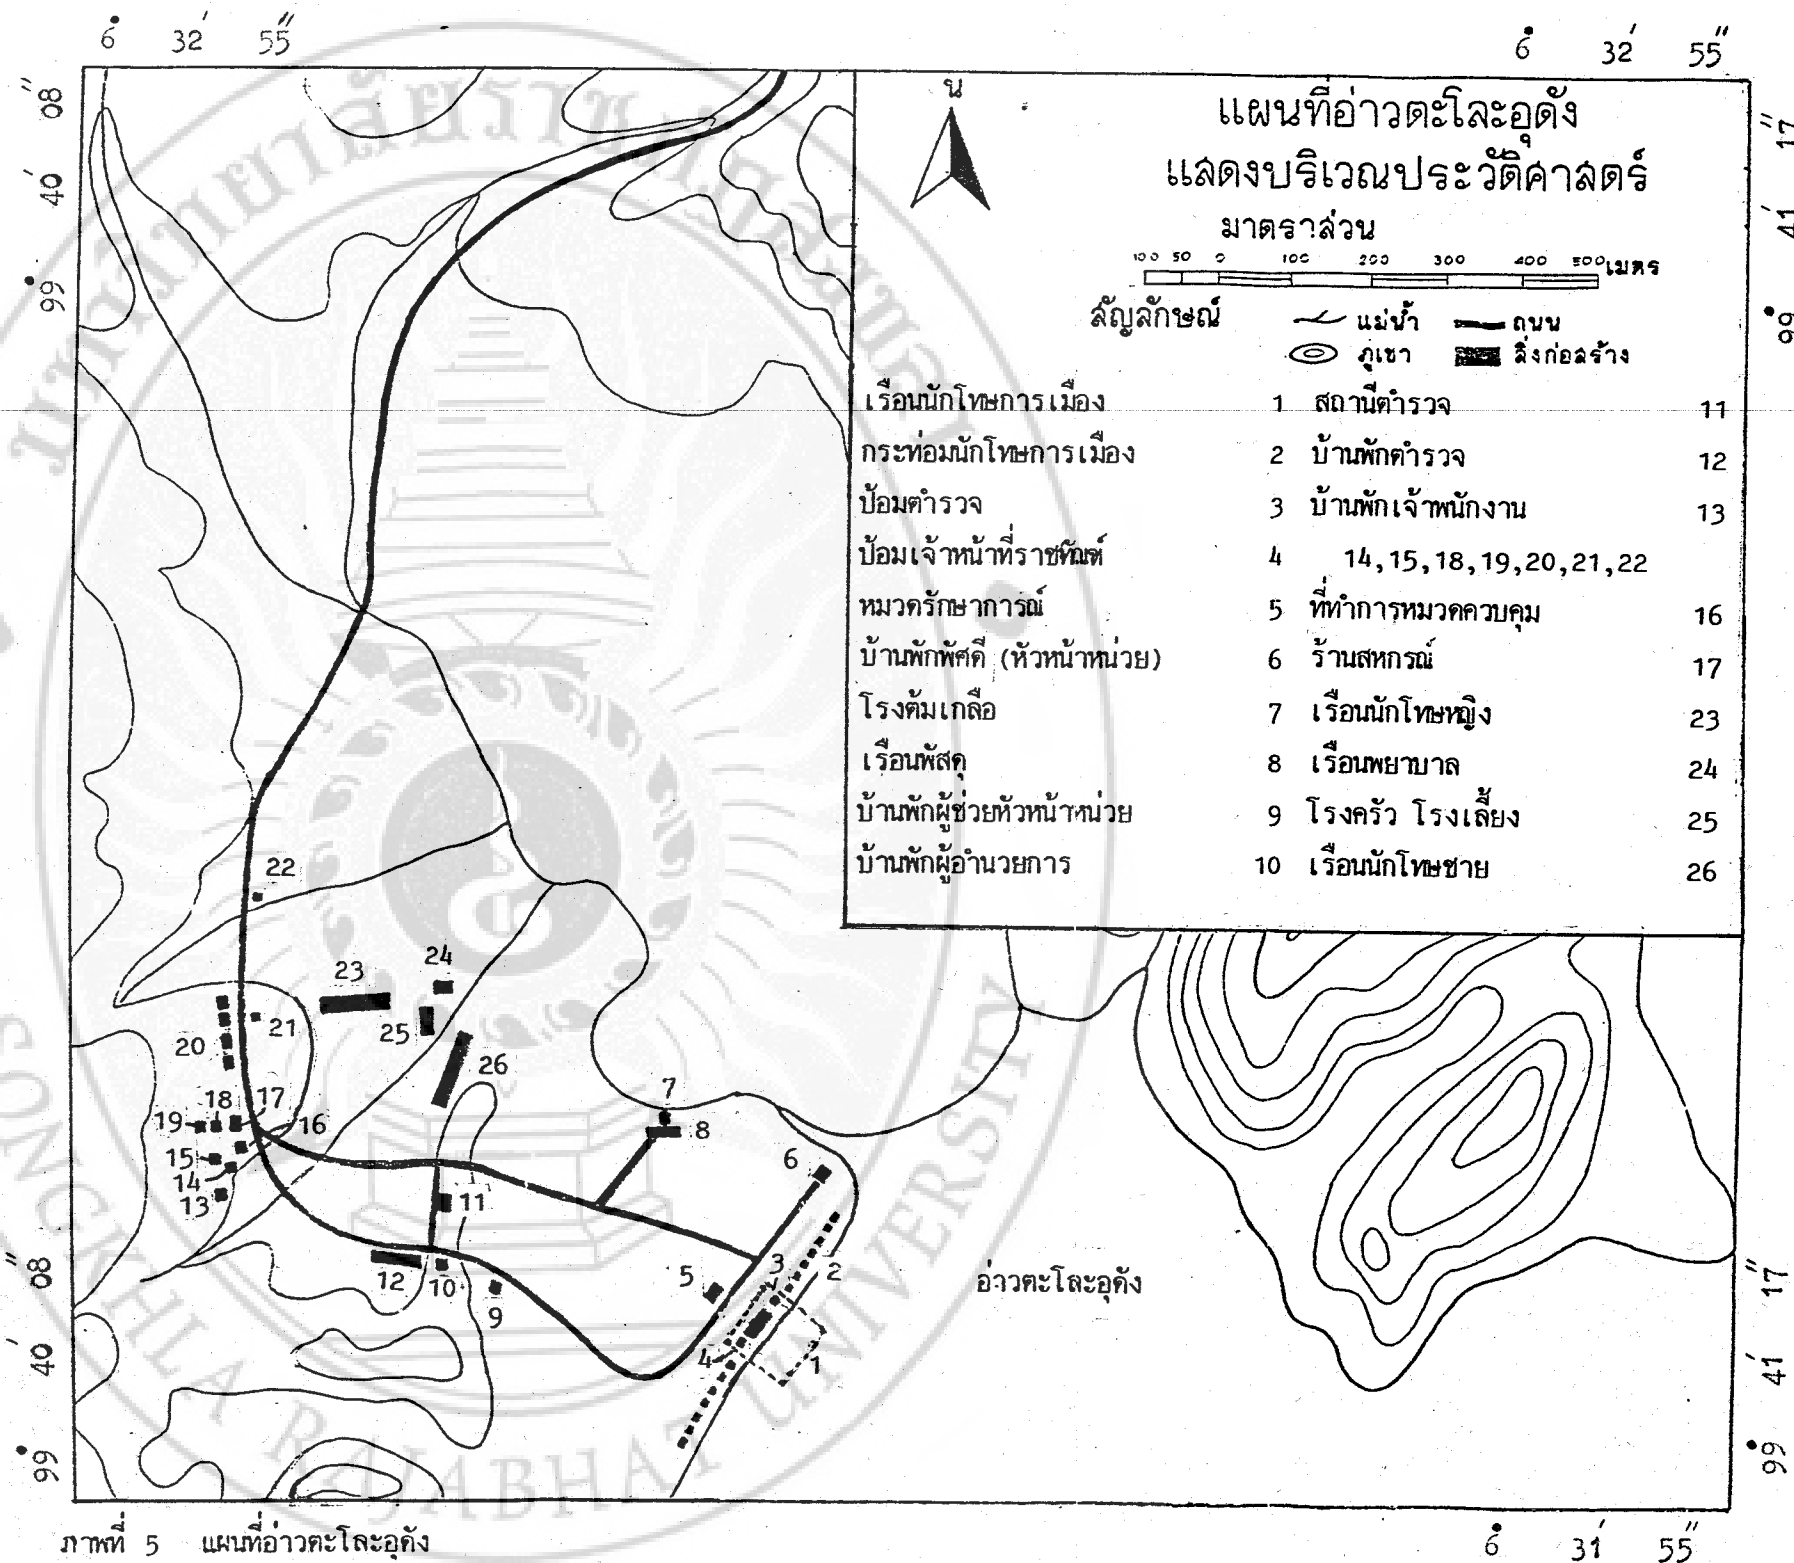 6° 32′ 55″
6° 32′ 55″
99° 40′ 08″
99° 41′ 17″
น
แผนที่อ่าวตะโละอุดัง
แสดงบริเวณประวัติศาสตร์
มาตราส่วน
100 50 0 100 200 300 400 500 เมตร
สัญลักษณ์
แม่น้ำ ถนน
ภูเขา สิ่งก่อสร้าง
เรือนนักโทษการเมือง 1 สถานีตำรวจ 11
กระท่อมนักโทษการเมือง 2 บ้านพักตำรวจ 12
ป้อมตำรวจ 3 บ้านพักเจ้าพนักงาน 13
ป้อมเจ้าหน้าที่ราชทัณฑ์ 4 14,15,18,19,20,21,22
หมวดรักษาการณ์ 5 ที่ทำการหมวดควบคุม 16
บ้านพักพัศดี (หัวหน้าหน่วย) 6 ร้านสหกรณ์ 17
โรงต้มเกลือ 7 เรือนนักโทษหญิง 23
เรือนพัสดุ 8 เรือนพยาบาล 24
บ้านพักผู้ช่วยหัวหน้าหน่วย 9 โรงครัว โรงเลี้ยง 25
บ้านพักผู้อำนวยการ 10 เรือนนักโทษชาย 26
22
24
23
21
25
20
26
7
18 17
19 16
8
15
6
14
13
11
3
2
5
12 10
9
4
1
อ่าวตะโละอุดัง
99° 40′ 08″
99° 41′ 17″
ภาพที่ 5 แผนที่อ่าวตะโละอุดัง
6° 31′ 55″
มหาวิทยาลัยราชภัฏสงขลา
SONGKHLA RAJABHAT UNIVERSITY